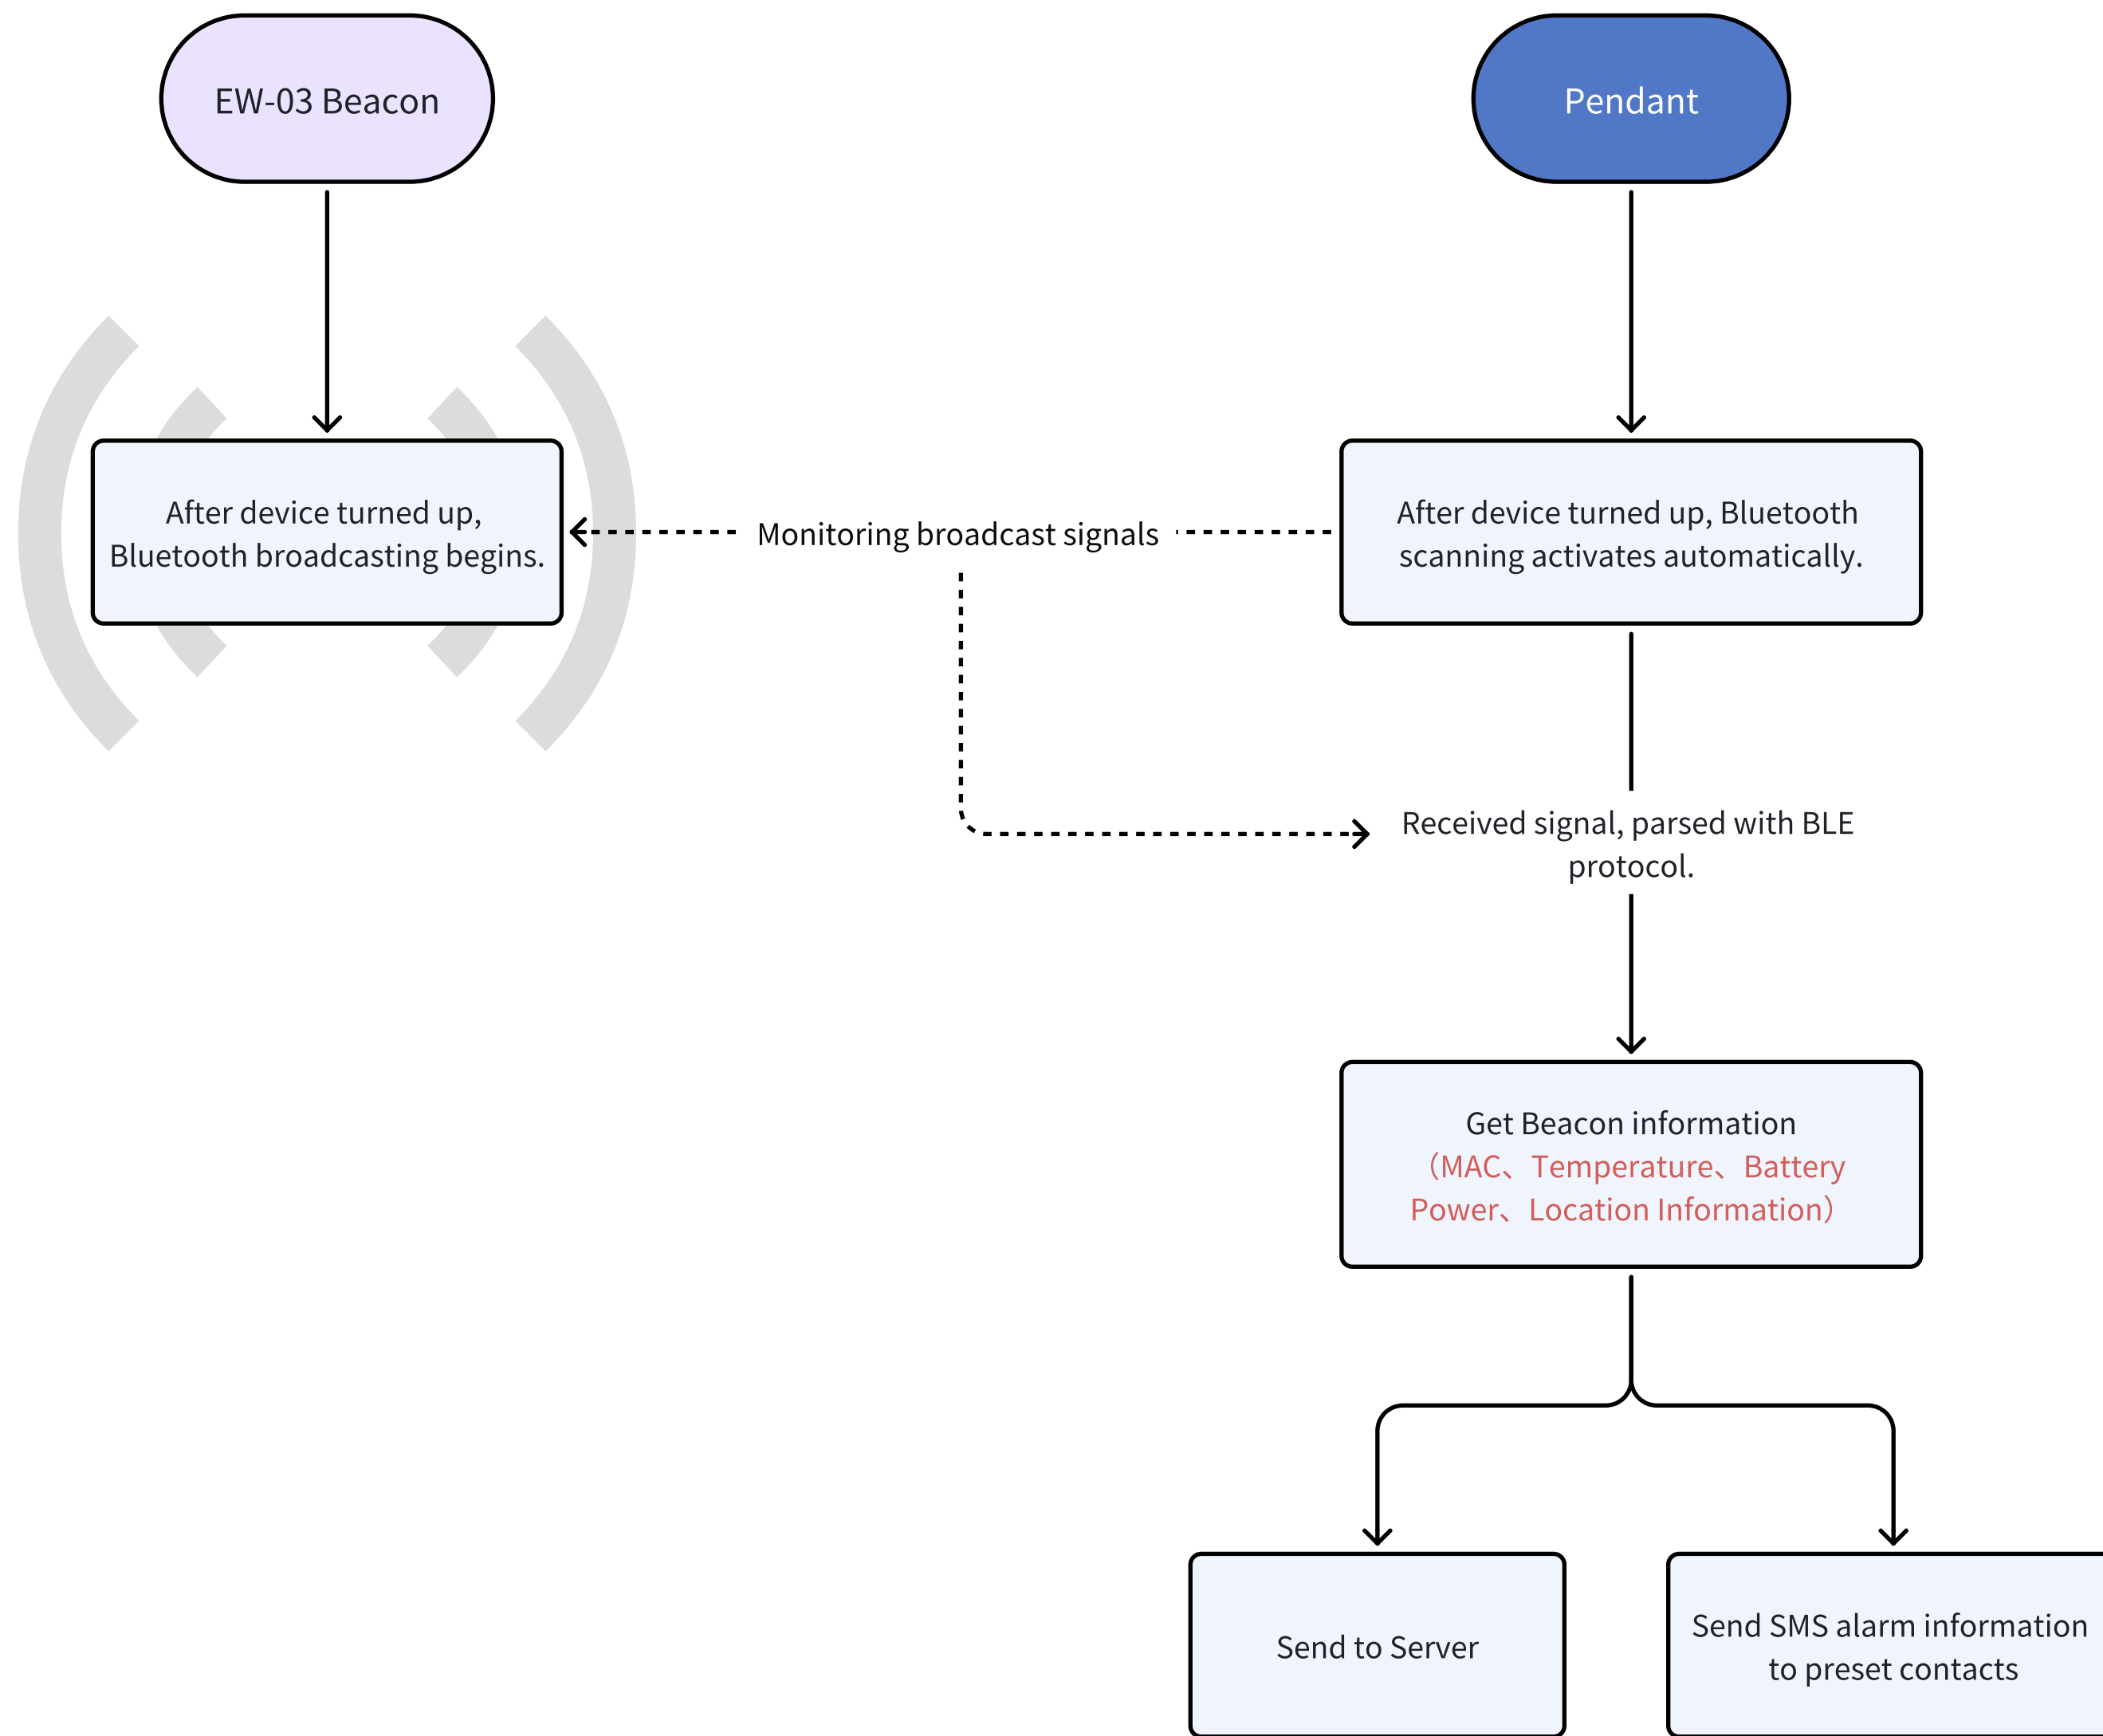 EW-03 Beacon
Pendant
After device turned up,
Bluetooth broadcasting begins.
Monitoring broadcast signals
After device turned up, Bluetooth
scanning activates automatically.
Received signal, parsed with BLE
protocol.
Get Beacon information
（MAC、Temperature、Battery
Power、Location Information）
Send to Server
Send SMS alarm information
to preset contacts